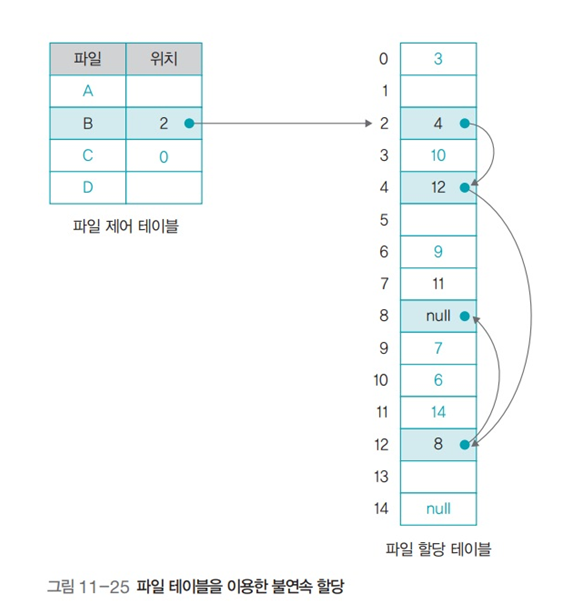 파일 위치
A
B 2
C 0
D
파일 제어 테이블
0 3
1
2 4
3 10
4 12
5
6 9
7 11
8 null
9 7
10 6
11 14
12 8
13
14 null
파일 할당 테이블
그림 11-25 파일 테이블을 이용한 불연속 할당